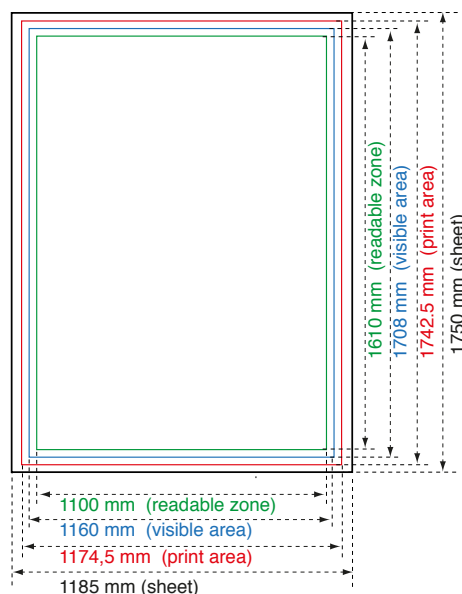 1610 mm (readable zone)
1708 mm (visible area)
1742.5 mm (print area)
1750 mm (sheet)
1100 mm (readable zone)
1160 mm (visible area)
1174,5 mm (print area)
1185 mm (sheet)